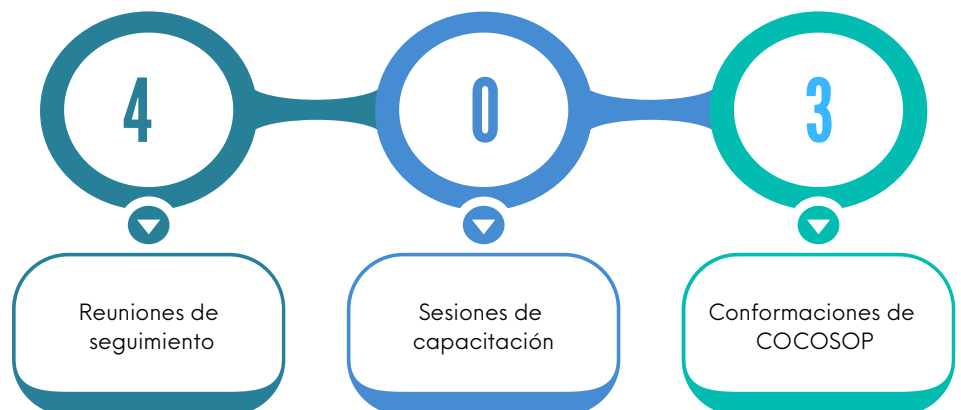 4
0
3
Reuniones de
seguimiento
Sesiones de
capacitación
Conformaciones de
COCOSOP